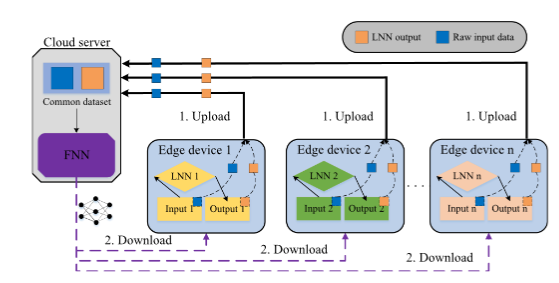 LNN output
Raw input data
Cloud server
Common dataset
FNN
1. Upload
1. Upload
1. Upload
Edge device 1
LNN 1
Input 1
Output 1
Edge device 2
LNN 2
Input 2
Output 2
. . .
Edge device n
LNN n
Input n
Output n
2. Download
2. Download
2. Download